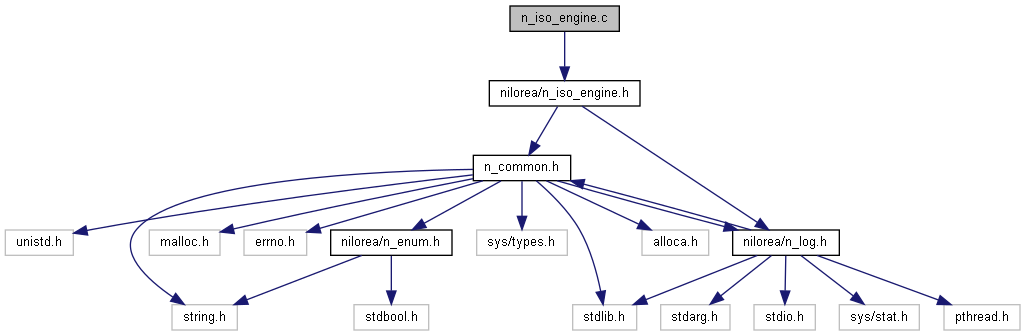 n_iso_engine.c
nilorea/n_iso_engine.h
n_common.h
unistd.h
malloc.h
errno.h
nilorea/n_enum.h
sys/types.h
alloca.h
nilorea/n_log.h
string.h
stdbool.h
stdlib.h
stdarg.h
stdio.h
sys/stat.h
pthread.h